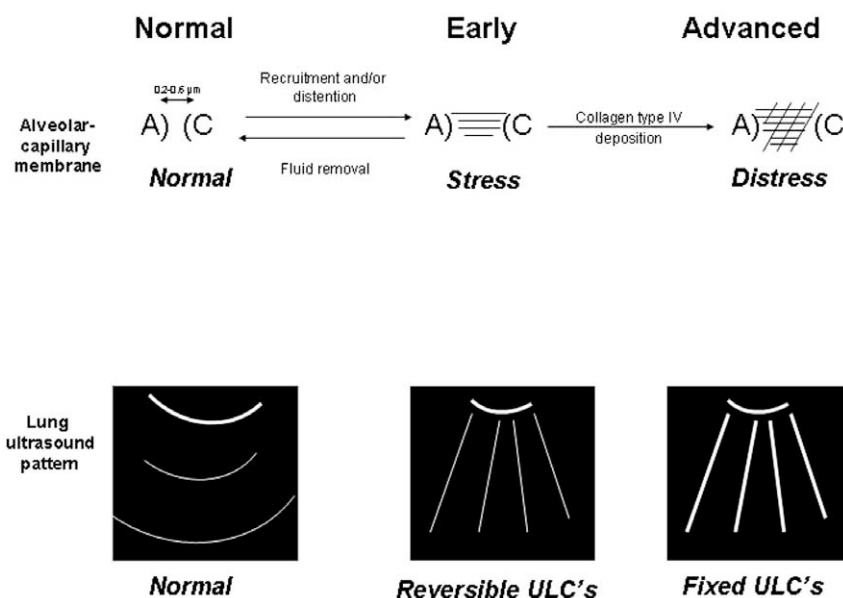 Normal
Early
Advanced
0.2-0.6 µm
Recruitment and/or
distention
Alveolar-
capillary
membrane
A) (C
A) (C
Collagen type IV
deposition
A) (C
Normal
Fluid removal
Stress
Distress
Lung
ultrasound
pattern
Normal
Reversible ULC's
Fixed ULC's